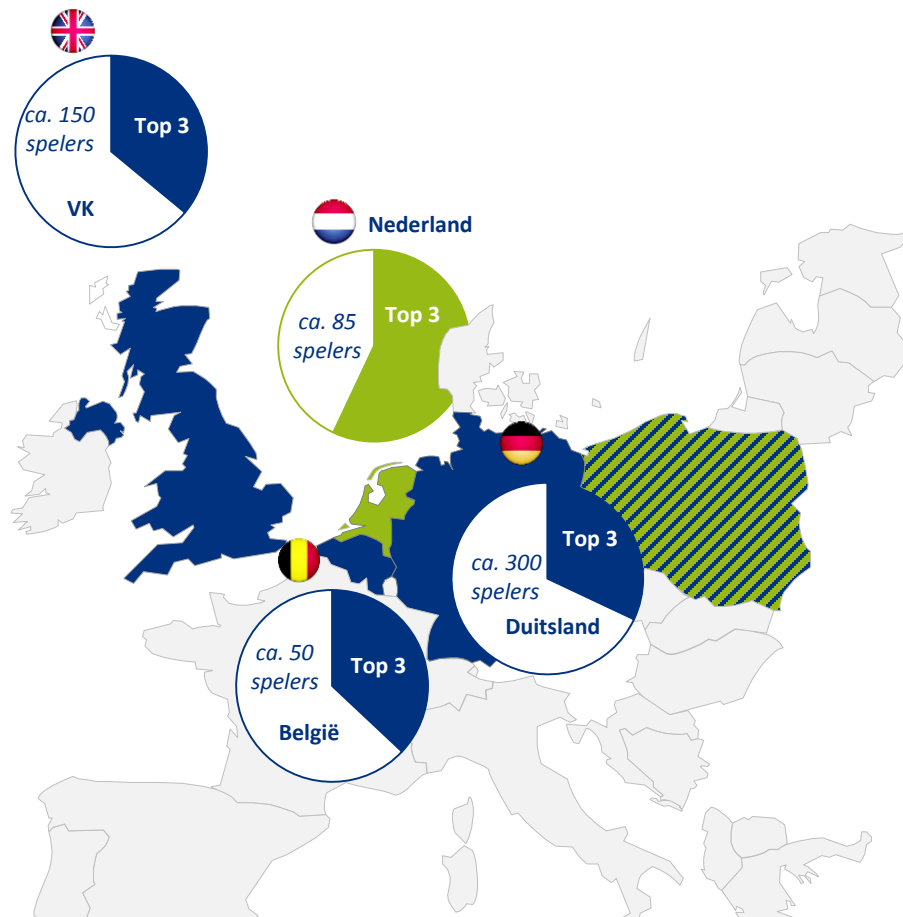 ca. 150
spelers
Top 3
VK
Nederland
ca. 85
spelers
Top 3
ca. 300
spelers
Top 3
Duitsland
ca. 50
spelers
Top 3
België